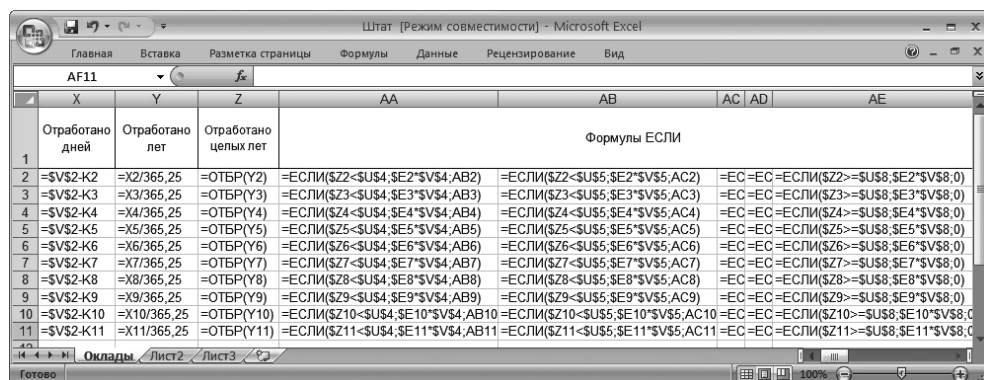 Штат [Режим совместимости] - Microsoft Excel
Главная Вставка Разметка страницы Формулы Данные Рецензирование Вид
AF11 fx
X Y Z AA AB AC AD AE
1 Отработано дней Отработано лет Отработано целых лет Формулы ЕСЛИ
2 =$V$2-K2 =X2/365,25 =ОТБР(Y2) =ЕСЛИ($Z2<$U$4;$E2*$V$4;AB2) =ЕСЛИ($Z2<$U$5;$E2*$V$5;AC2) =ЕС =ЕС =ЕСЛИ($Z2>=$U$8;$E2*$V$8;0)
3 =$V$2-K3 =X3/365,25 =ОТБР(Y3) =ЕСЛИ($Z3<$U$4;$E3*$V$4;AB3) =ЕСЛИ($Z3<$U$5;$E3*$V$5;AC3) =ЕС =ЕС =ЕСЛИ($Z3>=$U$8;$E3*$V$8;0)
4 =$V$2-K4 =X4/365,25 =ОТБР(Y4) =ЕСЛИ($Z4<$U$4;$E4*$V$4;AB4) =ЕСЛИ($Z4<$U$5;$E4*$V$5;AC4) =ЕС =ЕС =ЕСЛИ($Z4>=$U$8;$E4*$V$8;0)
5 =$V$2-K5 =X5/365,25 =ОТБР(Y5) =ЕСЛИ($Z5<$U$4;$E5*$V$4;AB5) =ЕСЛИ($Z5<$U$5;$E5*$V$5;AC5) =ЕС =ЕС =ЕСЛИ($Z5>=$U$8;$E5*$V$8;0)
6 =$V$2-K6 =X6/365,25 =ОТБР(Y6) =ЕСЛИ($Z6<$U$4;$E6*$V$4;AB6) =ЕСЛИ($Z6<$U$5;$E6*$V$5;AC6) =ЕС =ЕС =ЕСЛИ($Z6>=$U$8;$E6*$V$8;0)
7 =$V$2-K7 =X7/365,25 =ОТБР(Y7) =ЕСЛИ($Z7<$U$4;$E7*$V$4;AB7) =ЕСЛИ($Z7<$U$5;$E7*$V$5;AC7) =ЕС =ЕС =ЕСЛИ($Z7>=$U$8;$E7*$V$8;0)
8 =$V$2-K8 =X8/365,25 =ОТБР(Y8) =ЕСЛИ($Z8<$U$4;$E8*$V$4;AB8) =ЕСЛИ($Z8<$U$5;$E8*$V$5;AC8) =ЕС =ЕС =ЕСЛИ($Z8>=$U$8;$E8*$V$8;0)
9 =$V$2-K9 =X9/365,25 =ОТБР(Y9) =ЕСЛИ($Z9<$U$4;$E9*$V$4;AB9) =ЕСЛИ($Z9<$U$5;$E9*$V$5;AC9) =ЕС =ЕС =ЕСЛИ($Z9>=$U$8;$E9*$V$8;0)
10 =$V$2-K10 =X10/365,25 =ОТБР(Y10) =ЕСЛИ($Z10<$U$4;$E10*$V$4;AB10 =ЕСЛИ($Z10<$U$5;$E10*$V$5;AC10 =ЕС =ЕС =ЕСЛИ($Z10>=$U$8;$E10*$V$8;
11 =$V$2-K11 =X11/365,25 =ОТБР(Y11) =ЕСЛИ($Z11<$U$4;$E11*$V$4;AB11 =ЕСЛИ($Z11<$U$5;$E11*$V$5;AC11 =ЕС =ЕС =ЕСЛИ($Z11>=$U$8;$E11*$V$8;
Оклады Лист2 Лист3
Готово 100%